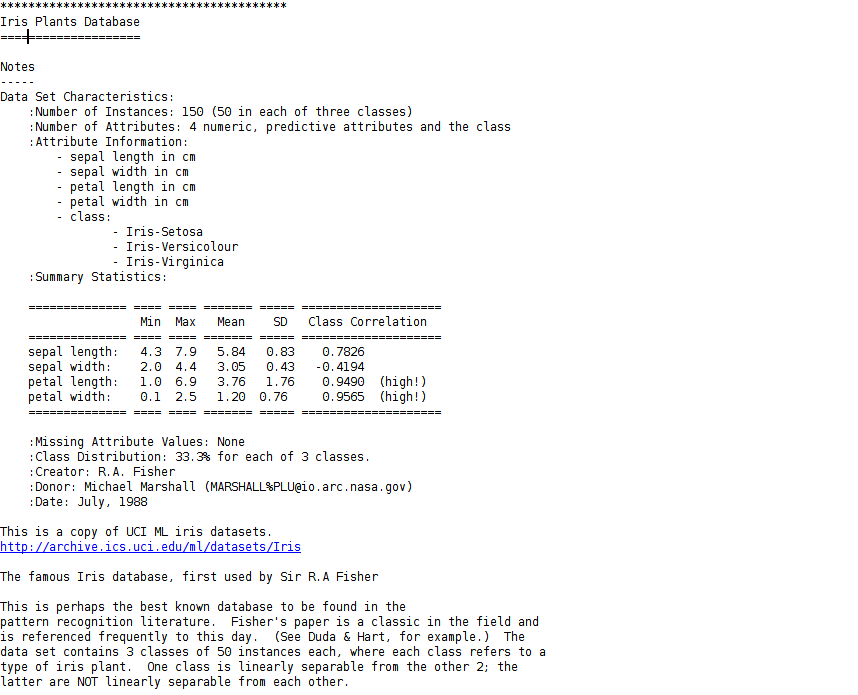 *****************************************
Iris Plants Database
====================
Notes
-----
Data Set Characteristics:
    :Number of Instances: 150 (50 in each of three classes)
    :Number of Attributes: 4 numeric, predictive attributes and the class
    :Attribute Information:
        - sepal length in cm
        - sepal width in cm
        - petal length in cm
        - petal width in cm
        - class:
                - Iris-Setosa
                - Iris-Versicolour
                - Iris-Virginica
    :Summary Statistics:
    ============== ==== ==== ======= ===== ====================
                    Min  Max   Mean    SD   Class Correlation
    ============== ==== ==== ======= ===== ====================
    sepal length:   4.3  7.9   5.84   0.83    0.7826
    sepal width:    2.0  4.4   3.05   0.43   -0.4194
    petal length:   1.0  6.9   3.76   1.76    0.9490  (high!)
    petal width:    0.1  2.5   1.20  0.76     0.9565  (high!)
    ============== ==== ==== ======= ===== ====================
    :Missing Attribute Values: None
    :Class Distribution: 33.3% for each of 3 classes.
    :Creator: R.A. Fisher
    :Donor: Michael Marshall (MARSHALL%PLU@io.arc.nasa.gov)
    :Date: July, 1988
This is a copy of UCI ML iris datasets.
http://archive.ics.uci.edu/ml/datasets/Iris
The famous Iris database, first used by Sir R.A Fisher
This is perhaps the best known database to be found in the
pattern recognition literature.  Fisher's paper is a classic in the field and
is referenced frequently to this day.  (See Duda & Hart, for example.)  The
data set contains 3 classes of 50 instances each, where each class refers to a
type of iris plant.  One class is linearly separable from the other 2; the
latter are NOT linearly separable from each other.